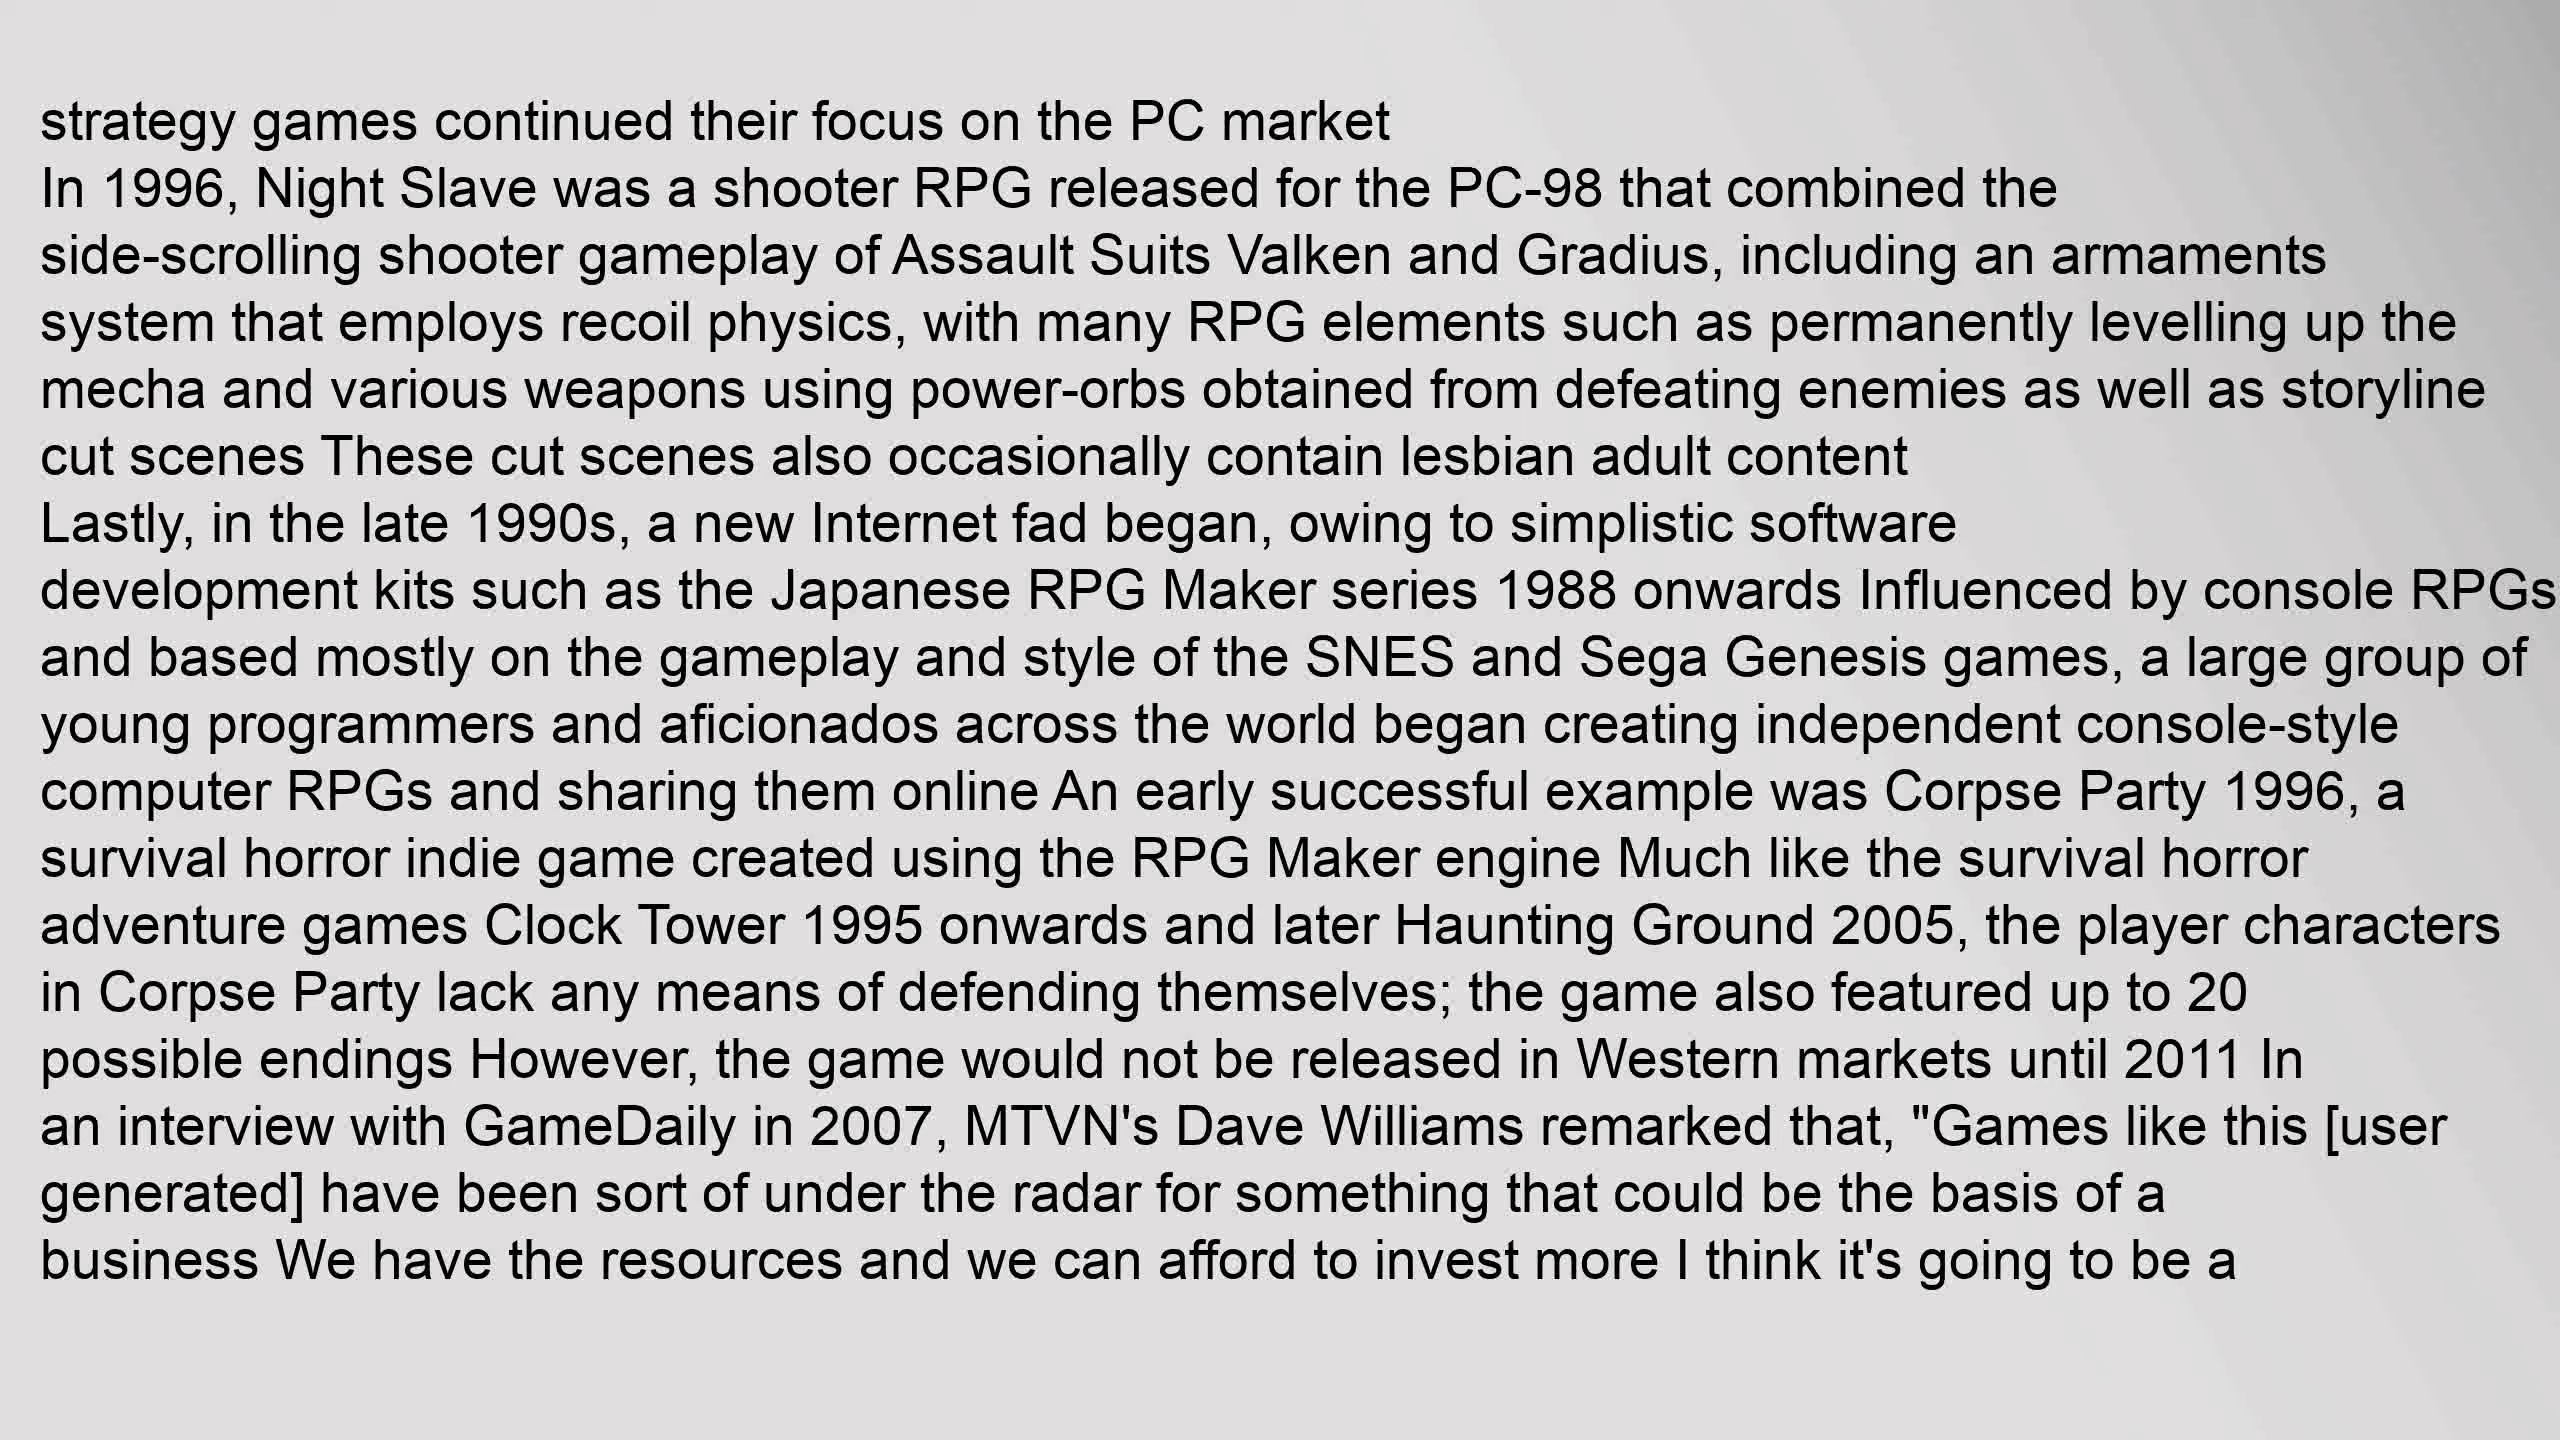 strategy games continued their focus on the PC market
In 1996, Night Slave was a shooter RPG released for the PC-98 that combined the
side-scrolling shooter gameplay of Assault Suits Valken and Gradius, including an armaments
system that employs recoil physics, with many RPG elements such as permanently levelling up the
mecha and various weapons using power-orbs obtained from defeating enemies as well as storyline
cut scenes These cut scenes also occasionally contain lesbian adult content
Lastly, in the late 1990s, a new Internet fad began, owing to simplistic software
development kits such as the Japanese RPG Maker series 1988 onwards Influenced by console RPGs
and based mostly on the gameplay and style of the SNES and Sega Genesis games, a large group of
young programmers and aficionados across the world began creating independent console-style
computer RPGs and sharing them online An early successful example was Corpse Party 1996, a
survival horror indie game created using the RPG Maker engine Much like the survival horror
adventure games Clock Tower 1995 onwards and later Haunting Ground 2005, the player characters
in Corpse Party lack any means of defending themselves; the game also featured up to 20
possible endings However, the game would not be released in Western markets until 2011 In
an interview with GameDaily in 2007, MTVN's Dave Williams remarked that, "Games like this [user
generated] have been sort of under the radar for something that could be the basis of a
business We have the resources and we can afford to invest more I think it's going to be a